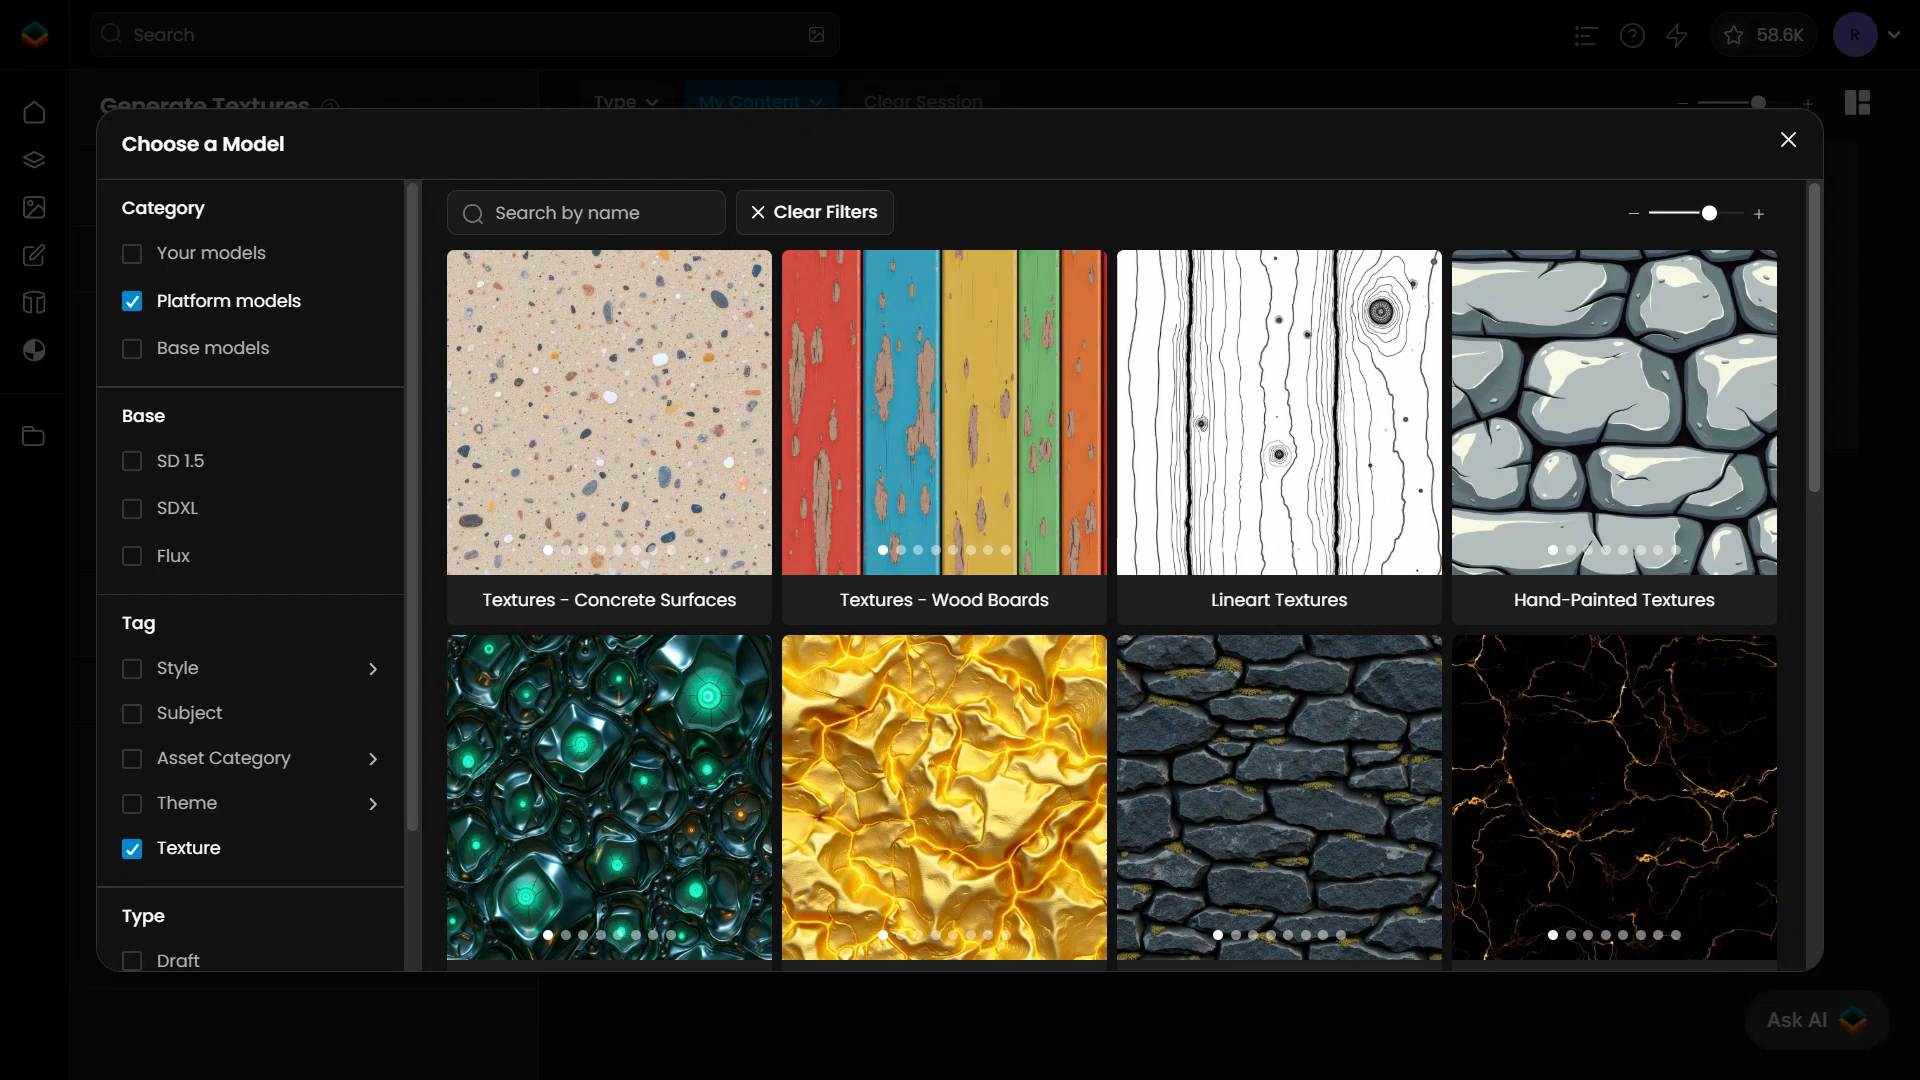 Search
58.6K
R
Generate Textures
Type
My Content
Clear Session
Choose a Model
Category
Your models
Platform models
Base models
Base
SD 1.5
SDXL
Flux
Tag
Style
Subject
Asset Category
Theme
Texture
Type
Draft
Search by name
Clear Filters
Textures - Concrete Surfaces
Textures - Wood Boards
Lineart Textures
Hand-Painted Textures
Ask AI